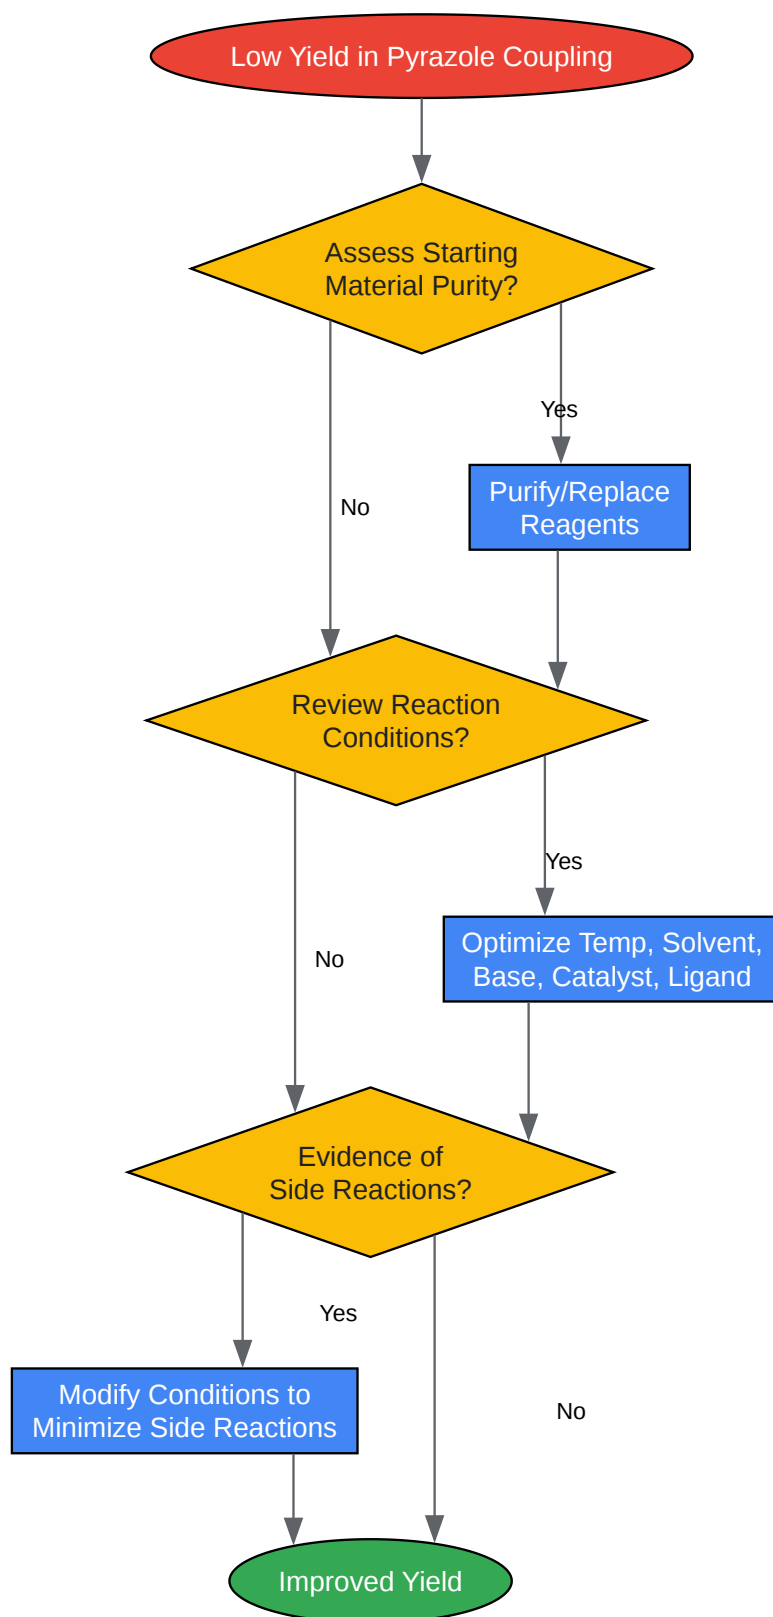 Low Yield in Pyrazole Coupling
Assess Starting
Material Purity?
Yes
Purify/Replace
Reagents
No
Review Reaction
Conditions?
Yes
Optimize Temp, Solvent,
Base, Catalyst, Ligand
No
Evidence of
Side Reactions?
Yes
Modify Conditions to
Minimize Side Reactions
No
Improved Yield